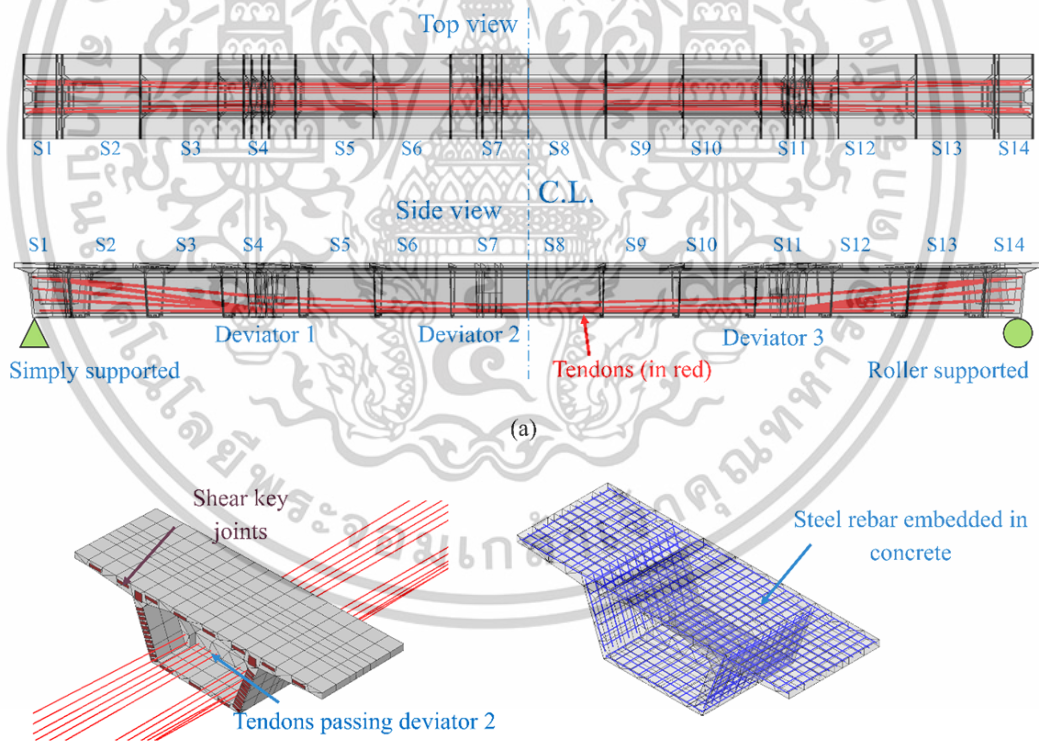 Top view
S1 S2 S3 S4 S5 S6 S7 S8 S9 S10 S11 S12 S13 S14
C.L.
Side view
S1 S2 S3 S4 S5 S6 S7 S8 S9 S10 S11 S12 S13 S14
Deviator 1 Deviator 2 Deviator 3
Simply supported Tendons (in red) Roller supported
(a)
Shear key
joints
Steel rebar embedded in
concrete
Tendons passing deviator 2